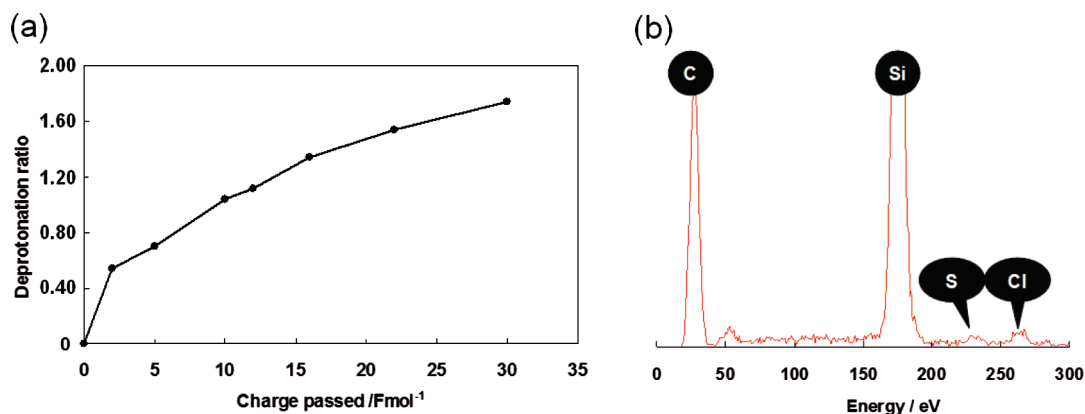 (a)
2.00
1.60
1.20
0.80
0.40
0
Deprotonation ratio
0 5 10 15 20 25 30 35
Charge passed /Fmol-1
(b)
C
Si
S
Cl
0 50 100 150 200 250 300
Energy / eV